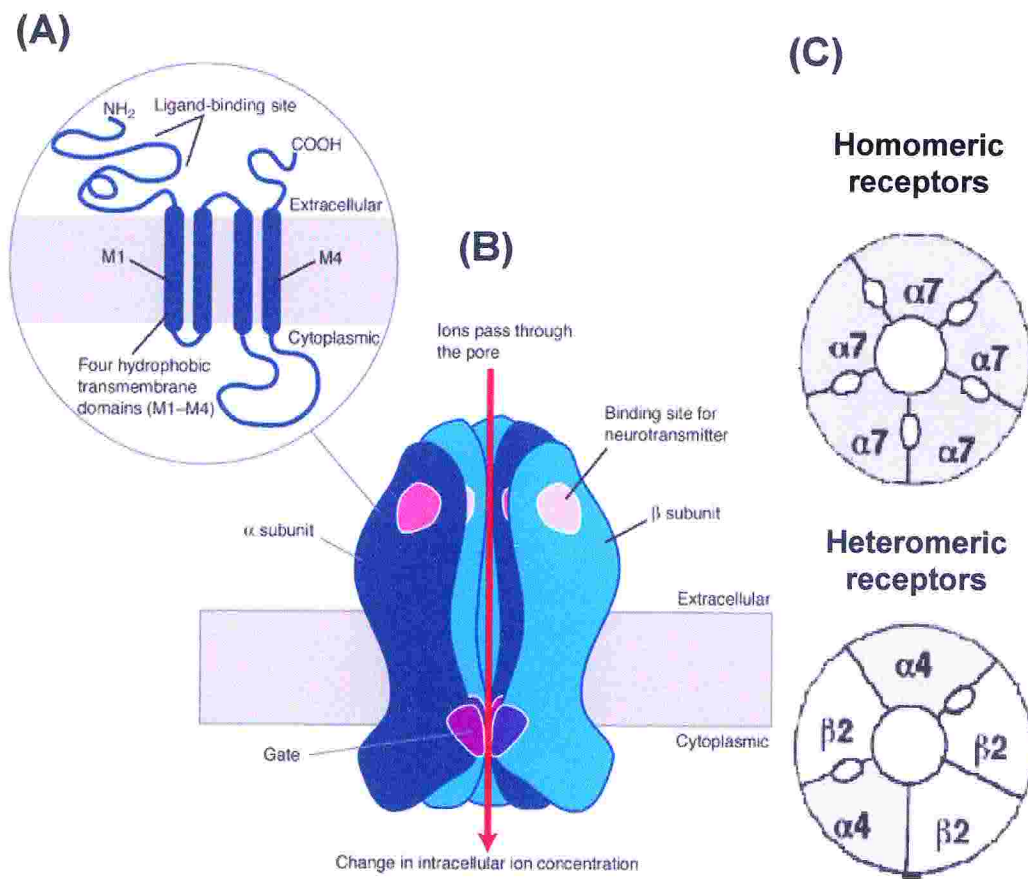 (A)
NH2
Ligand-binding site
COOH
Extracellular
M1
M4
Cytoplasmic
Four hydrophobic
transmembrane
domains (M1–M4)
(B)
Ions pass through
the pore
Binding site for
neurotransmitter
α subunit
β subunit
Extracellular
Gate
Cytoplasmic
Change in intracellular ion concentration
(C)
Homomeric
receptors
α7
α7
α7
α7
α7
Heteromeric
receptors
α4
β2
β2
α4
β2